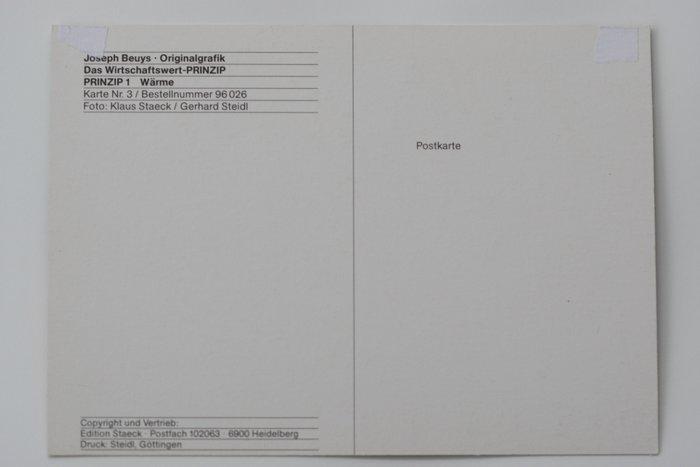 Joseph Beuys · Originalgrafik
Das Wirtschaftswert-PRINZIP
PRINZIP 1 Wärme
Karte Nr. 3 / Bestellnummer 96 026
Foto: Klaus Staeck / Gerhard Steidl
Postkarte
Copyright und Vertrieb:
Edition Staeck · Postfach 102063 · 6900 Heidelberg
Druck: Steidl, Göttingen